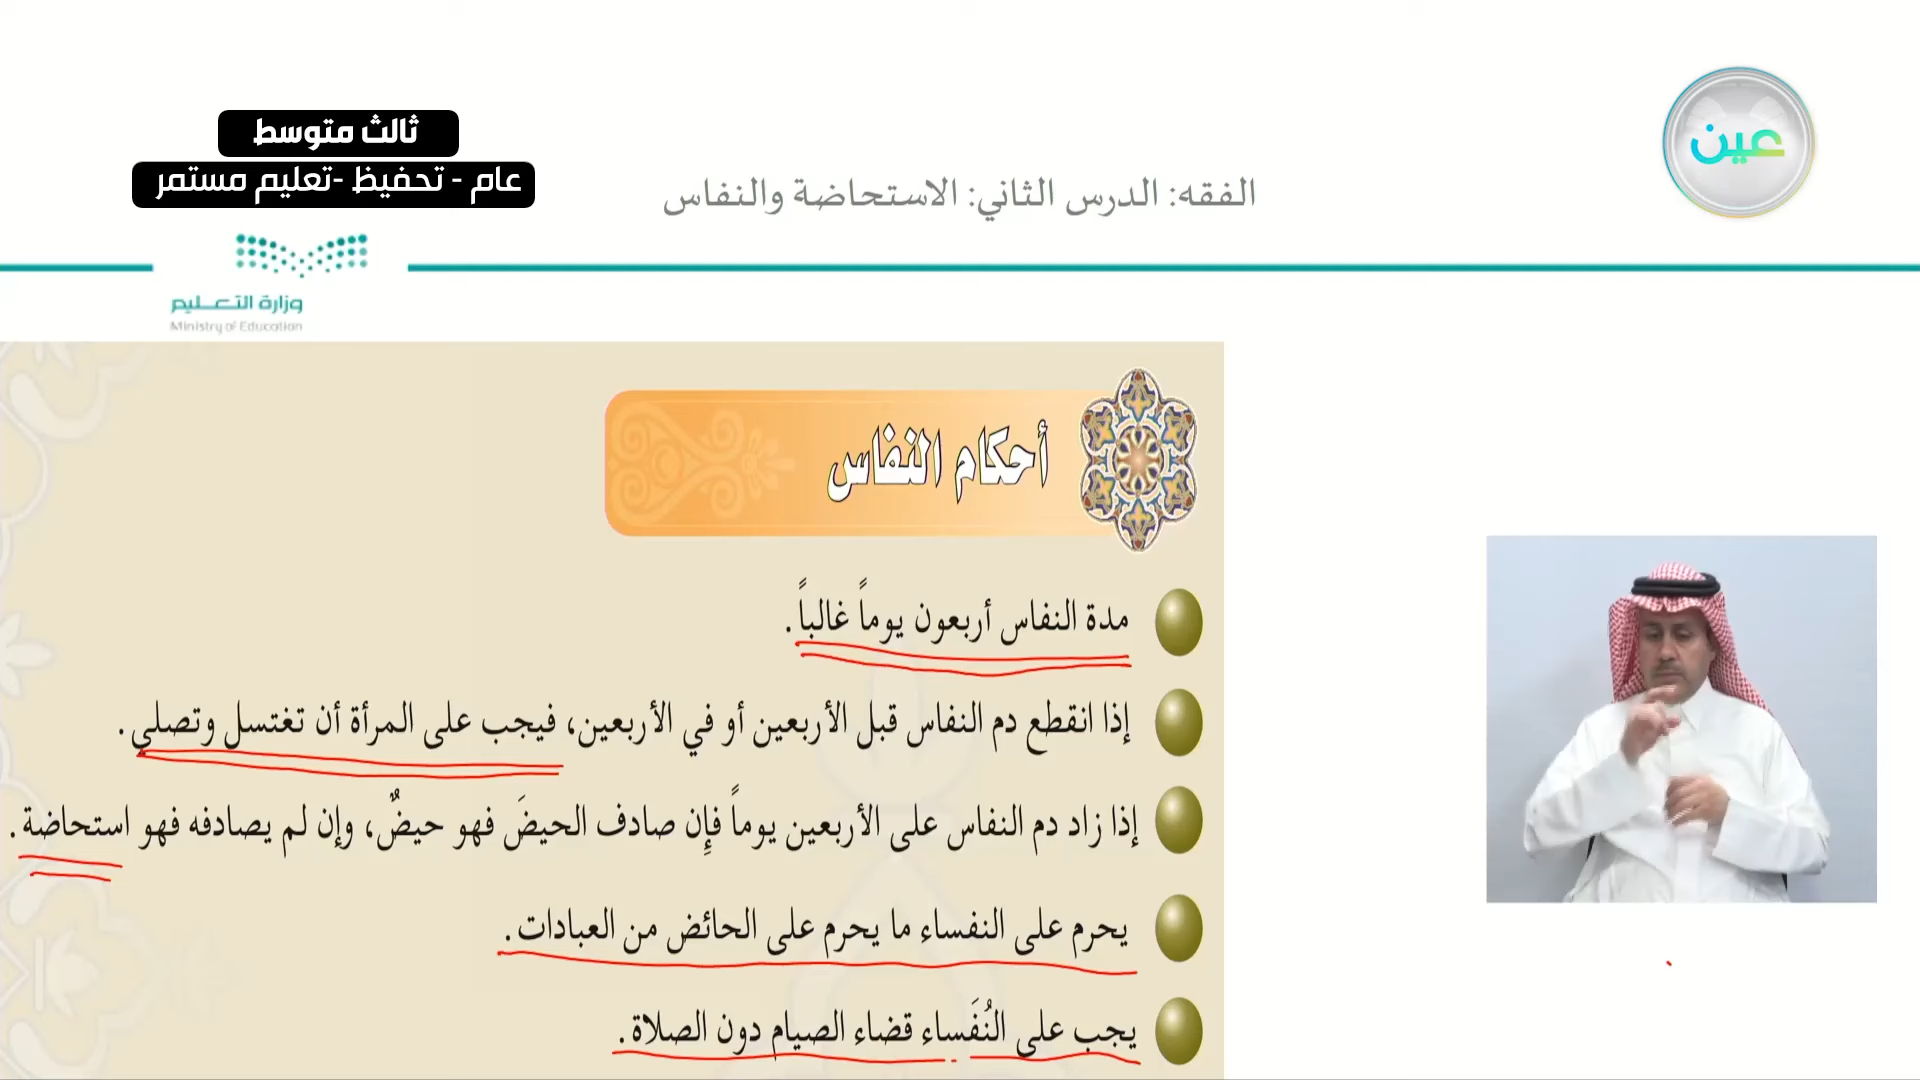 عين
ثالث متوسط
عام - تحفيظ -تعليم مستمر
الفقه: الدرس الثاني: الاستحاضة والنفاس
وزارة التعـــليم
Ministry of Education
أحكام النفاس
مدة النفاس أربعون يوماً غالباً.
إذا انقطع دم النفاس قبل الأربعين أو في الأربعين، فيجب على المرأة أن تغتسل وتصلي.
إذا زاد دم النفاس على الأربعين يوماً فإِن صادف الحيضَ فهو حيضٌ، وإن لم يصادفه فهو استحاضة.
يحرم على النفساء ما يحرم على الحائض من العبادات.
يجب على النُفَساء قضاء الصيام دون الصلاة.